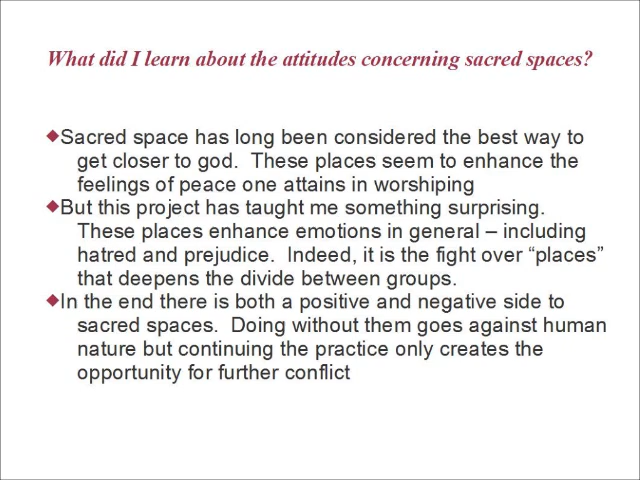 What did I learn about the attitudes concerning sacred spaces?
◆Sacred space has long been considered the best way to
get closer to god.  These places seem to enhance the
feelings of peace one attains in worshiping
◆But this project has taught me something surprising.
These places enhance emotions in general – including
hatred and prejudice.  Indeed, it is the fight over “places”
that deepens the divide between groups.
◆In the end there is both a positive and negative side to
sacred spaces.  Doing without them goes against human
nature but continuing the practice only creates the
opportunity for further conflict